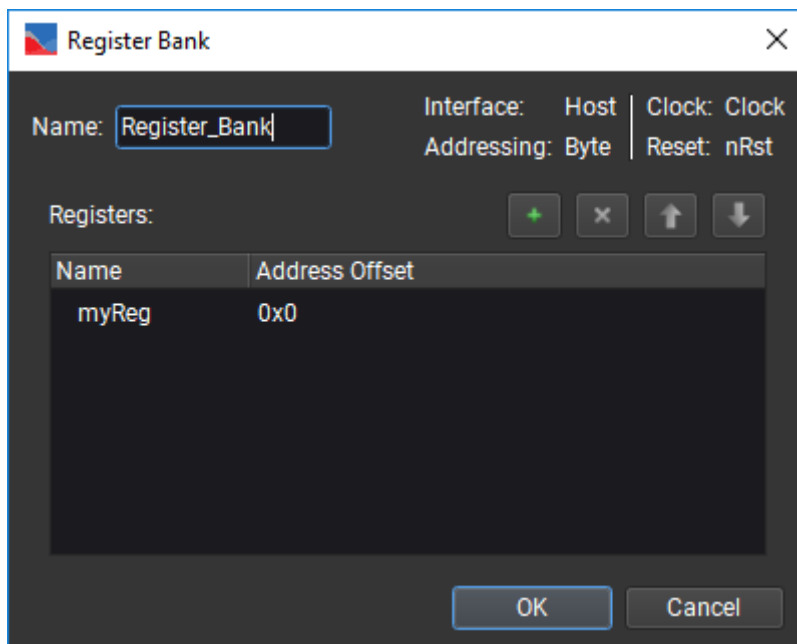 Register Bank
Name: Register_Bank
Interface: Host Clock: Clock
Addressing: Byte Reset: nRst
Registers:
Name Address Offset
myReg 0x0
OK Cancel